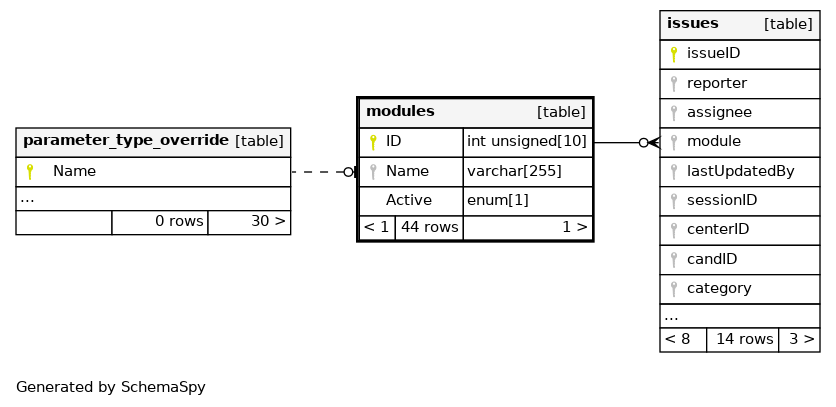 issues [table]
issueID
reporter
assignee
module
lastUpdatedBy
sessionID
centerID
candID
category
...
< 8 14 rows 3 >
modules [table]
ID int unsigned[10]
Name varchar[255]
Active enum[1]
< 1 44 rows 1 >
parameter_type_override [table]
Name
...
0 rows 30 >
Generated by SchemaSpy